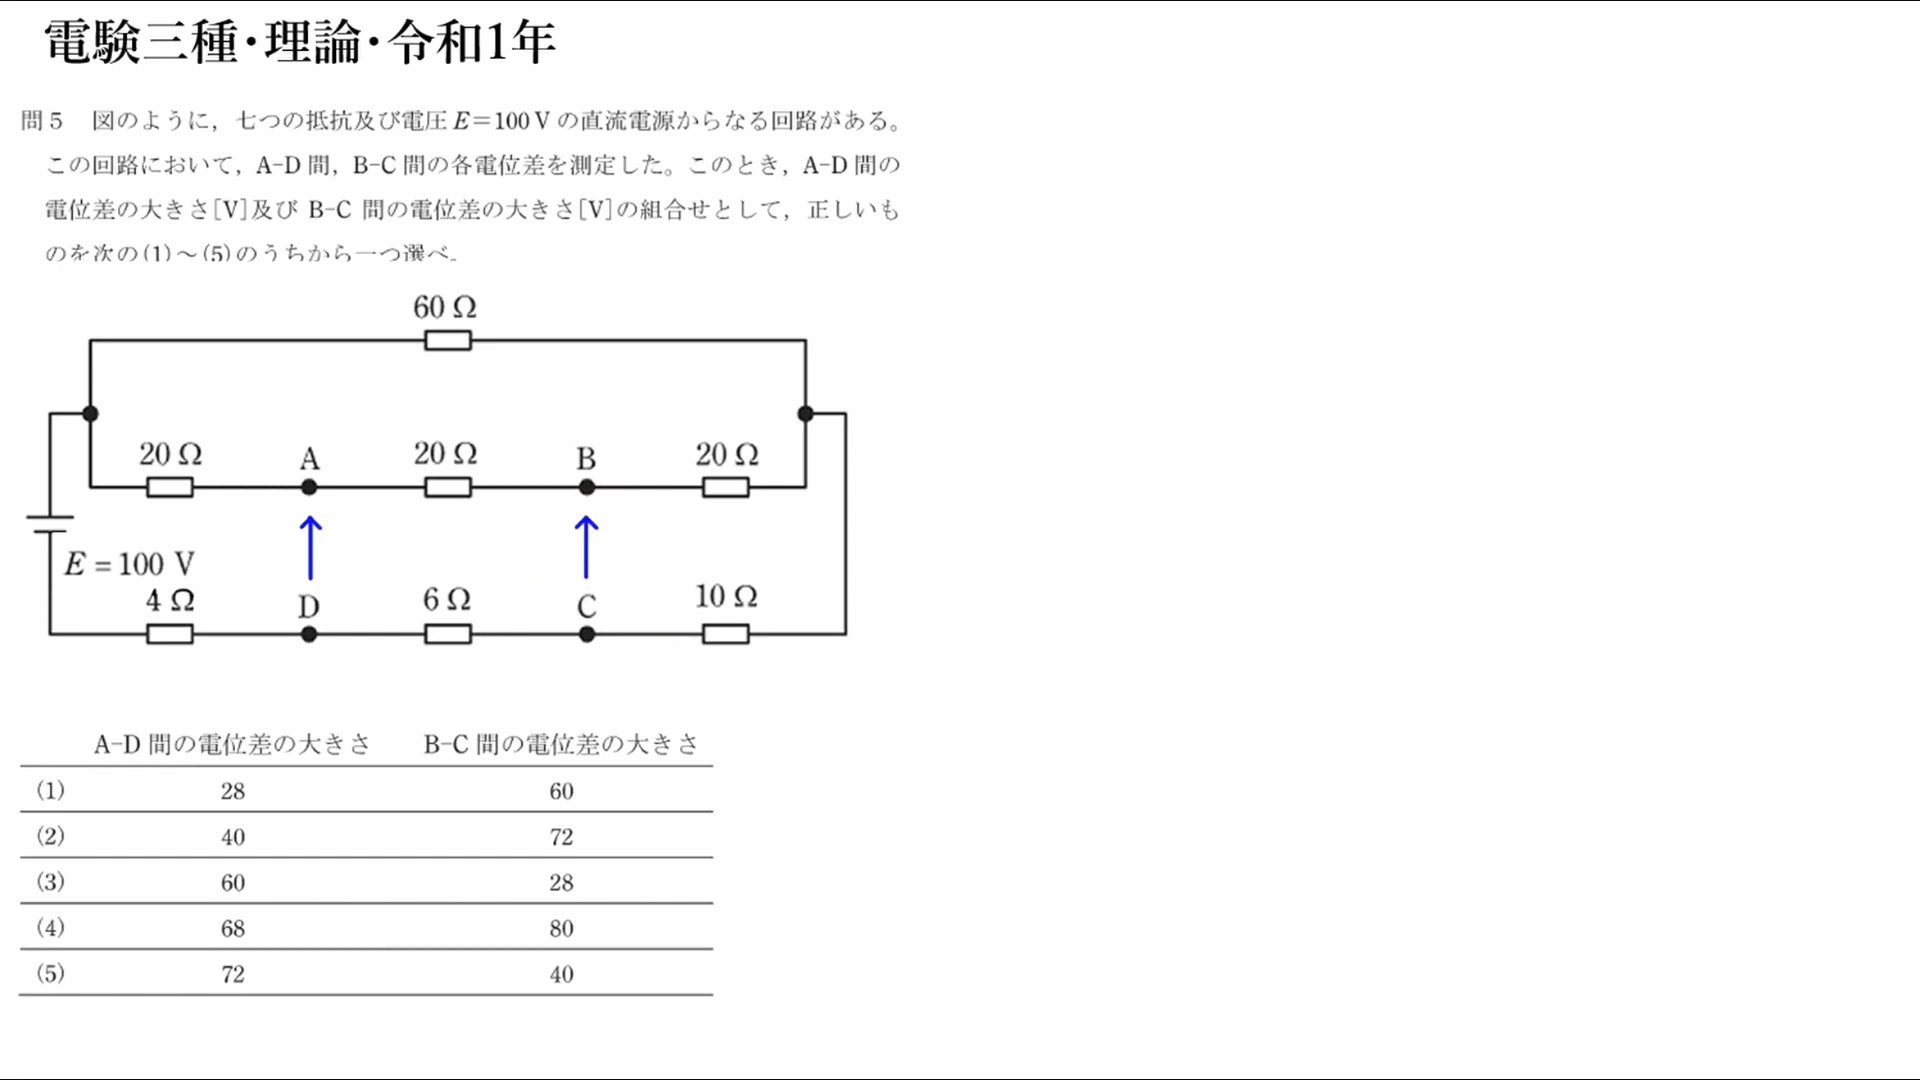 電験三種・理論・令和1年
問5 図のように，七つの抵抗及び電圧E＝100 Vの直流電源からなる回路がある。
この回路において，A-D 間，B-C 間の各電位差を測定した。このとき，A-D 間の
電位差の大きさ[V]及び B-C 間の電位差の大きさ[V]の組合せとして，正しいも
のを次の(1)～(5)のうちから一つ選べ。
60 Ω
20 Ω A 20 Ω B 20 Ω
E = 100 V
4 Ω D 6 Ω C 10 Ω
A-D 間の電位差の大きさ B-C 間の電位差の大きさ
(1) 28 60
(2) 40 72
(3) 60 28
(4) 68 80
(5) 72 40